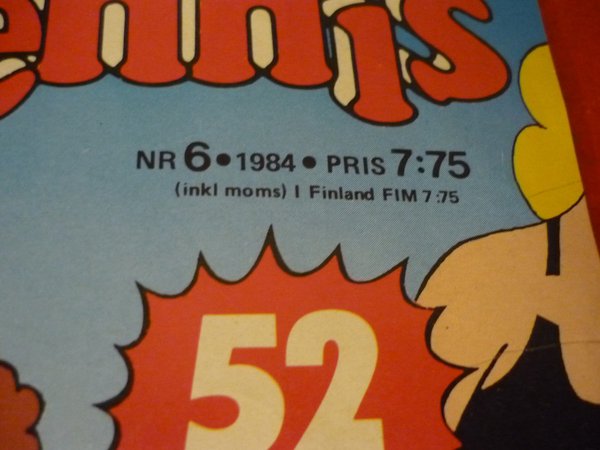 ennis
NR 6 • 1984 • PRIS 7:75
(inkl moms) I Finland FIM 7:75
52